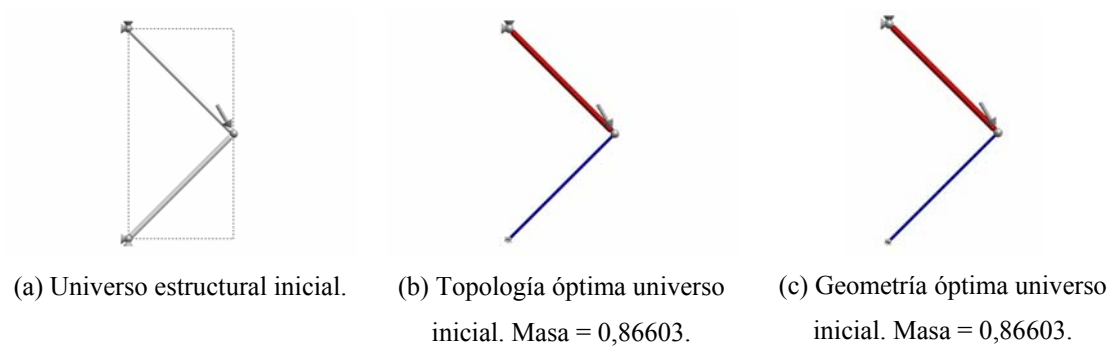 (a) Universo estructural inicial.
(b) Topología óptima universo
inicial. Masa = 0,86603.
(c) Geometría óptima universo
inicial. Masa = 0,86603.